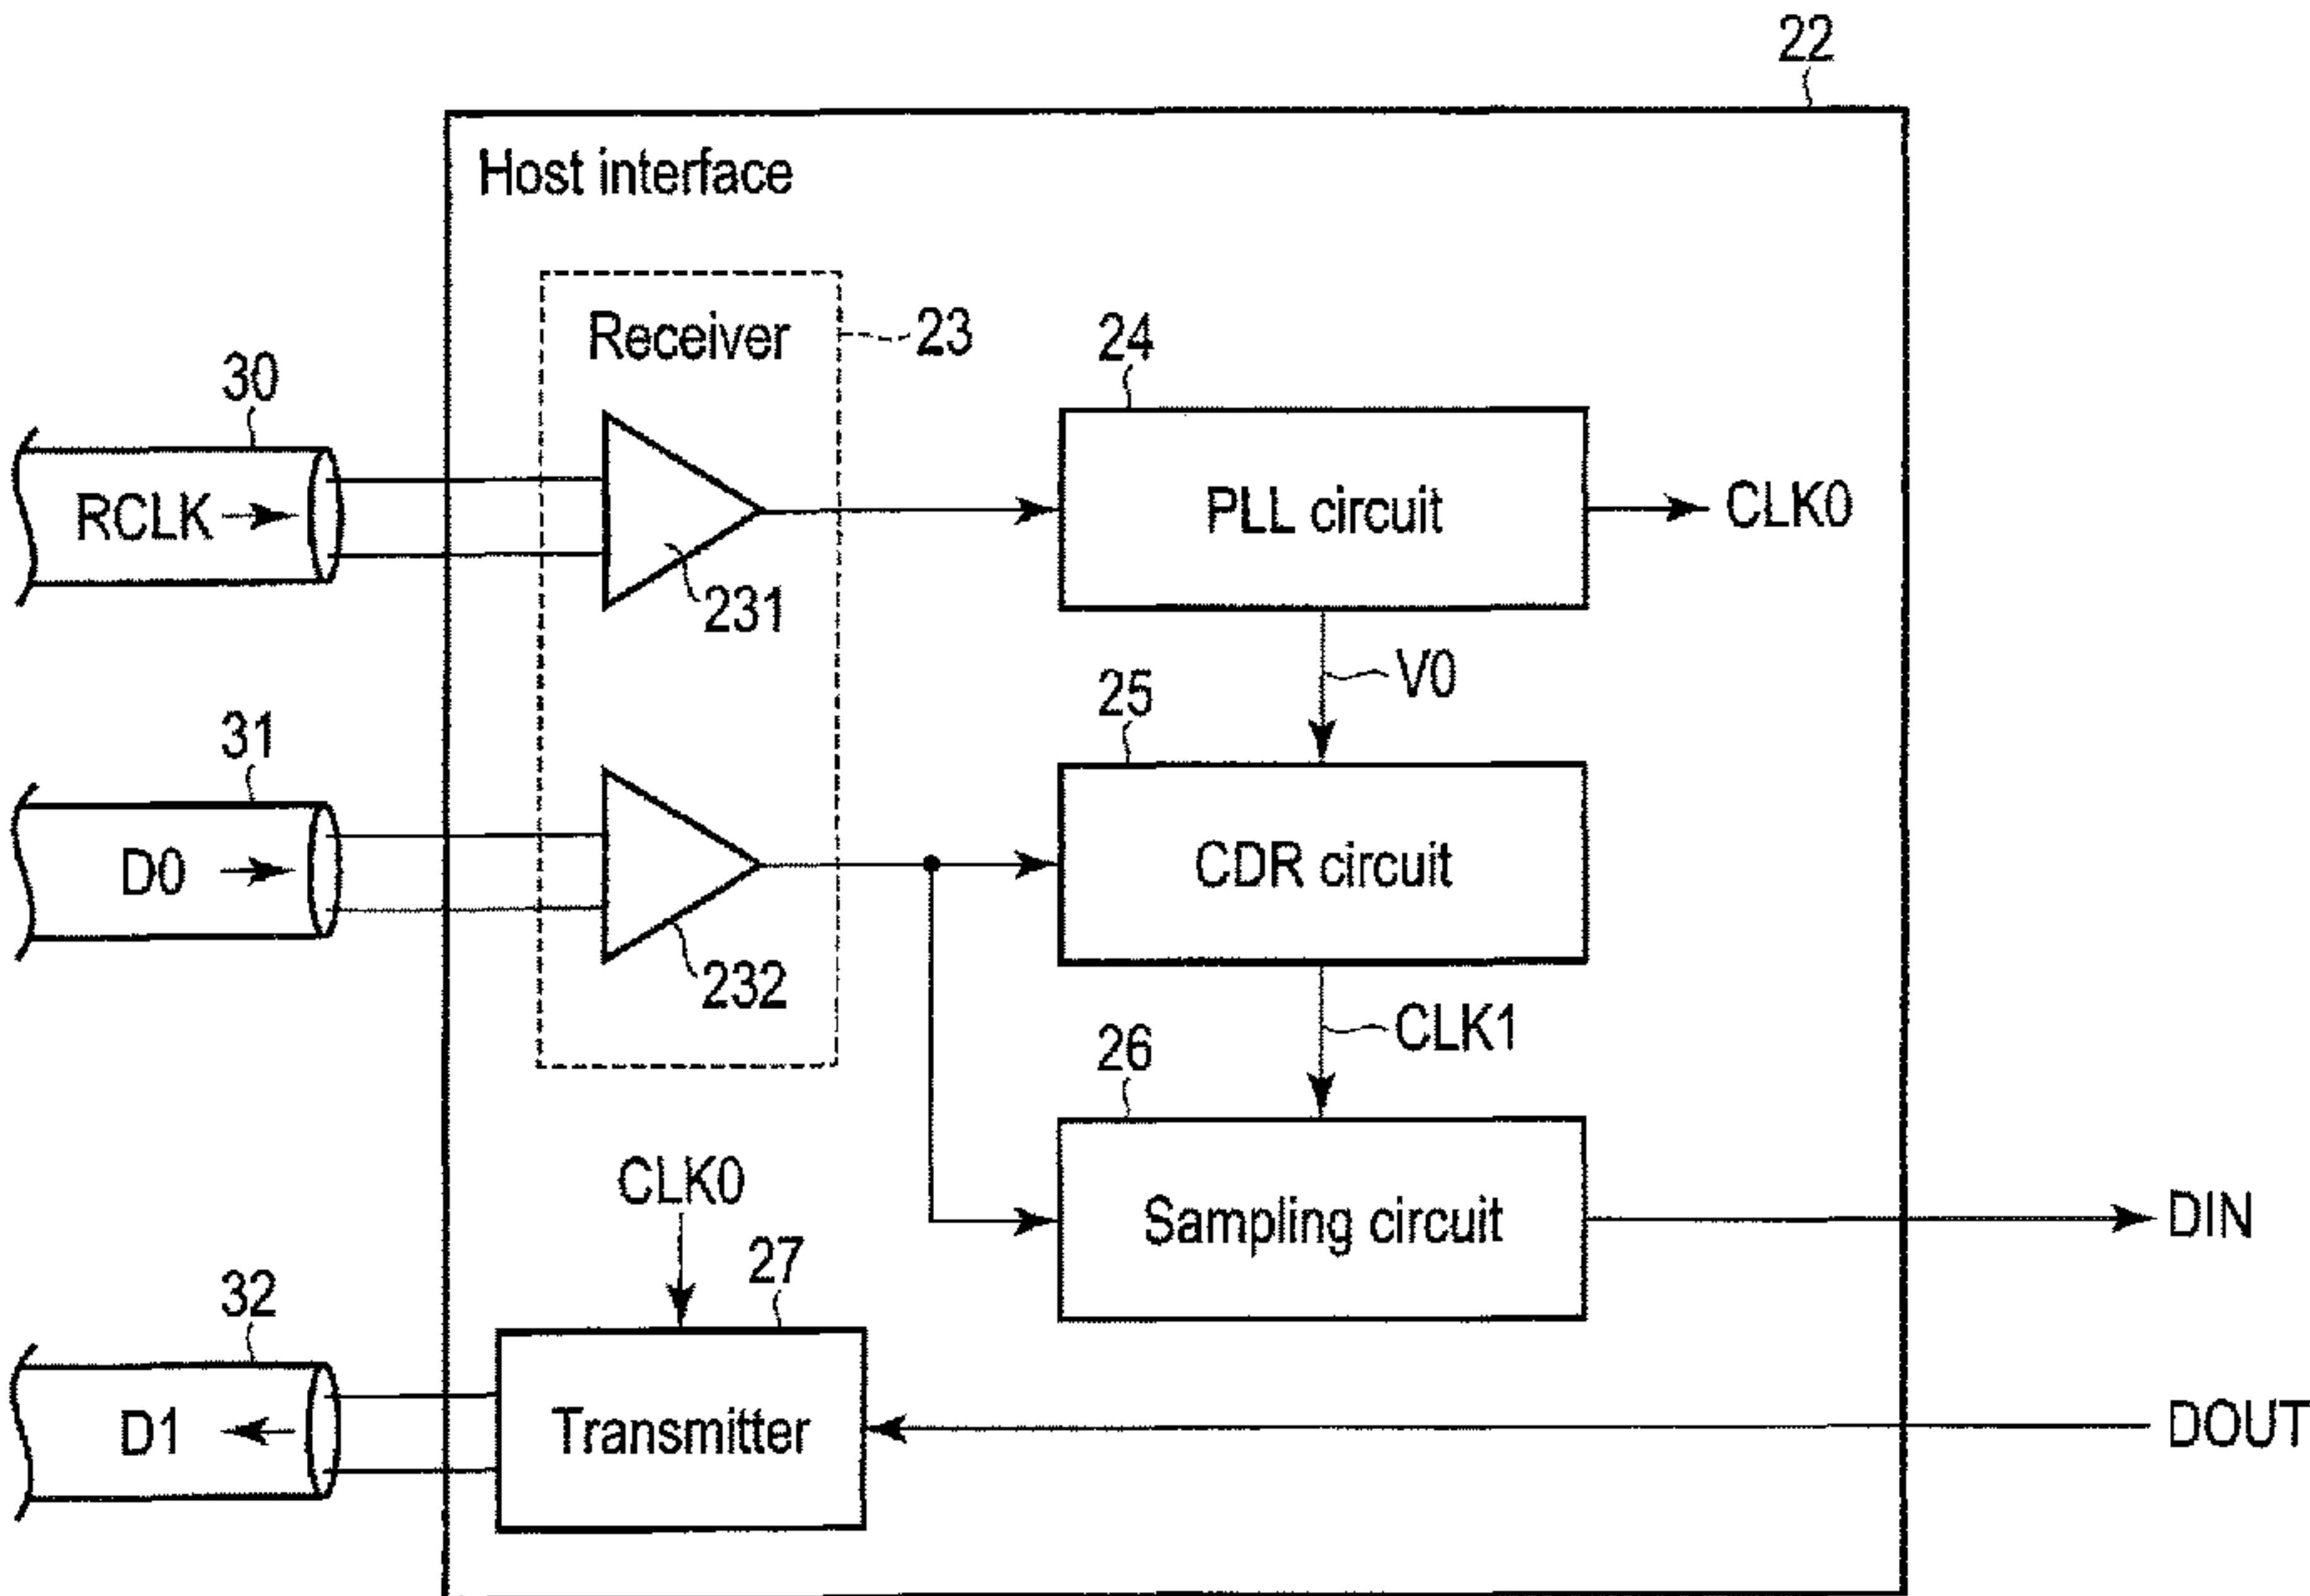 22
Host interface
Receiver
23
24
30
RCLK
PLL circuit
CLK0
231
V0
25
31
D0
CDR circuit
232
CLK1
26
CLK0
Sampling circuit
DIN
27
32
D1
Transmitter
DOUT